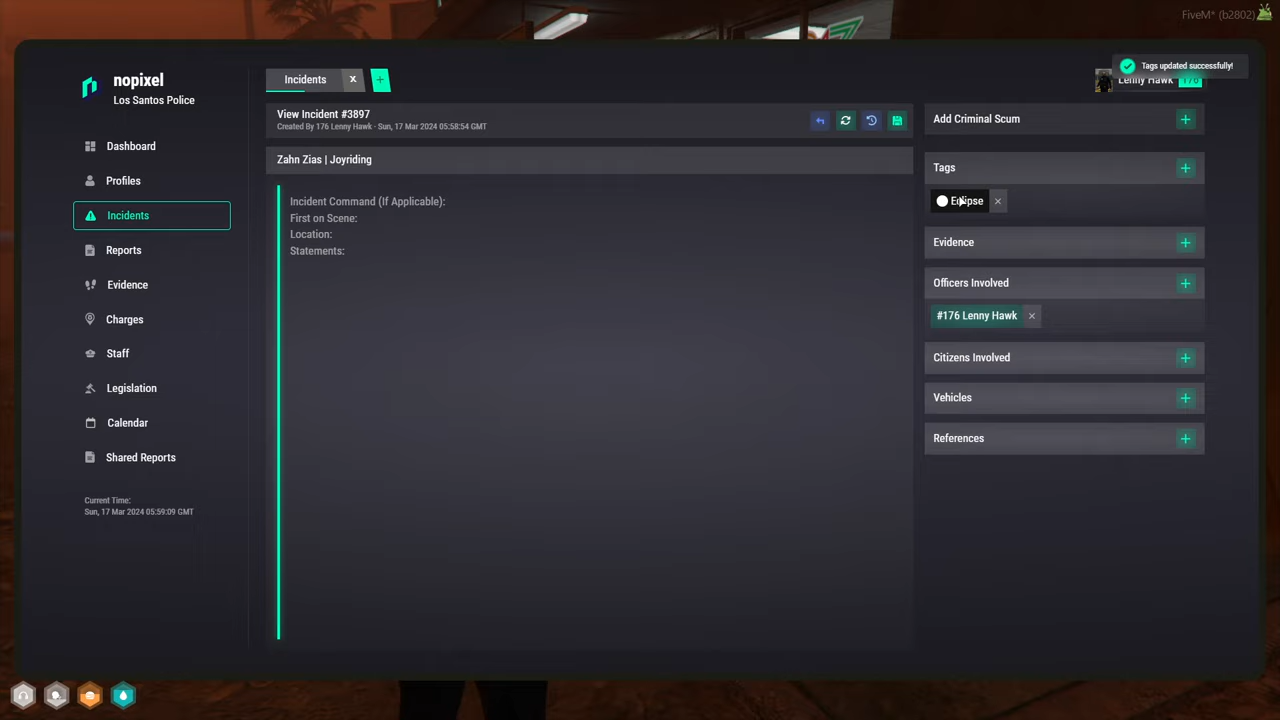 FiveM* (b2802)
nopixel
Los Santos Police
Dashboard
Profiles
Incidents
Reports
Evidence
Charges
Staff
Legislation
Calendar
Shared Reports
Current Time:
Sun, 17 Mar 2024 05:59:09 GMT
Incidents
x
+
Tags updated successfully!
Lenny Hawk 176
View Incident #3897
Created By 176 Lenny Hawk - Sun, 17 Mar 2024 05:58:54 GMT
Zahn Zias | Joyriding
Incident Command (If Applicable):
First on Scene:
Location:
Statements:
Add Criminal Scum
Tags
Eclipse
Evidence
Officers Involved
#176 Lenny Hawk
Citizens Involved
Vehicles
References